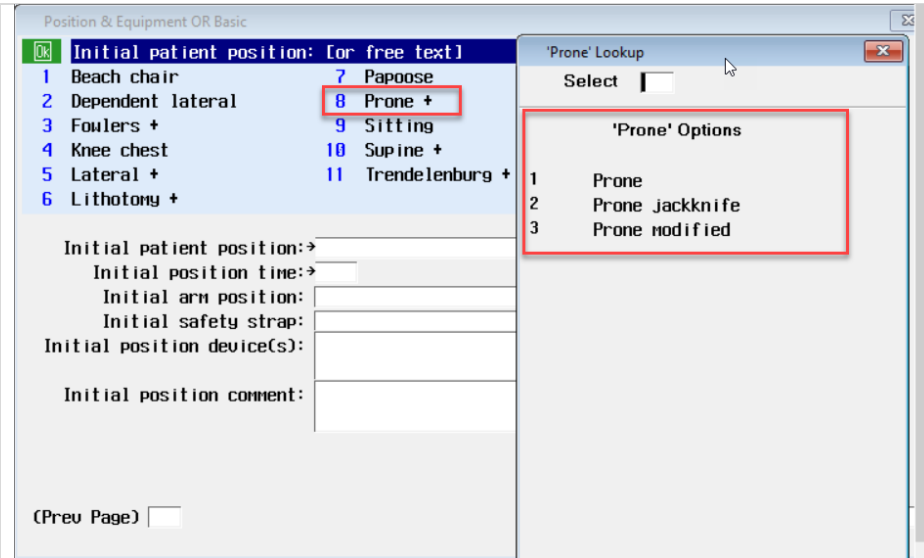 Position & Equipment OR Basic
Ok Initial patient position: [or free text]
1 Beach chair 7 Papoose
2 Dependent lateral 8 Prone +
3 Fowlers + 9 Sitting
4 Knee chest 10 Supine +
5 Lateral + 11 Trendelenburg +
6 Lithotomy +
Initial patient position:
Initial position time:
Initial arm position:
Initial safety strap:
Initial position device(s):
Initial position comment:
(Prev Page)
'Prone' Lookup
Select
'Prone' Options
1 Prone
2 Prone jackknife
3 Prone modified